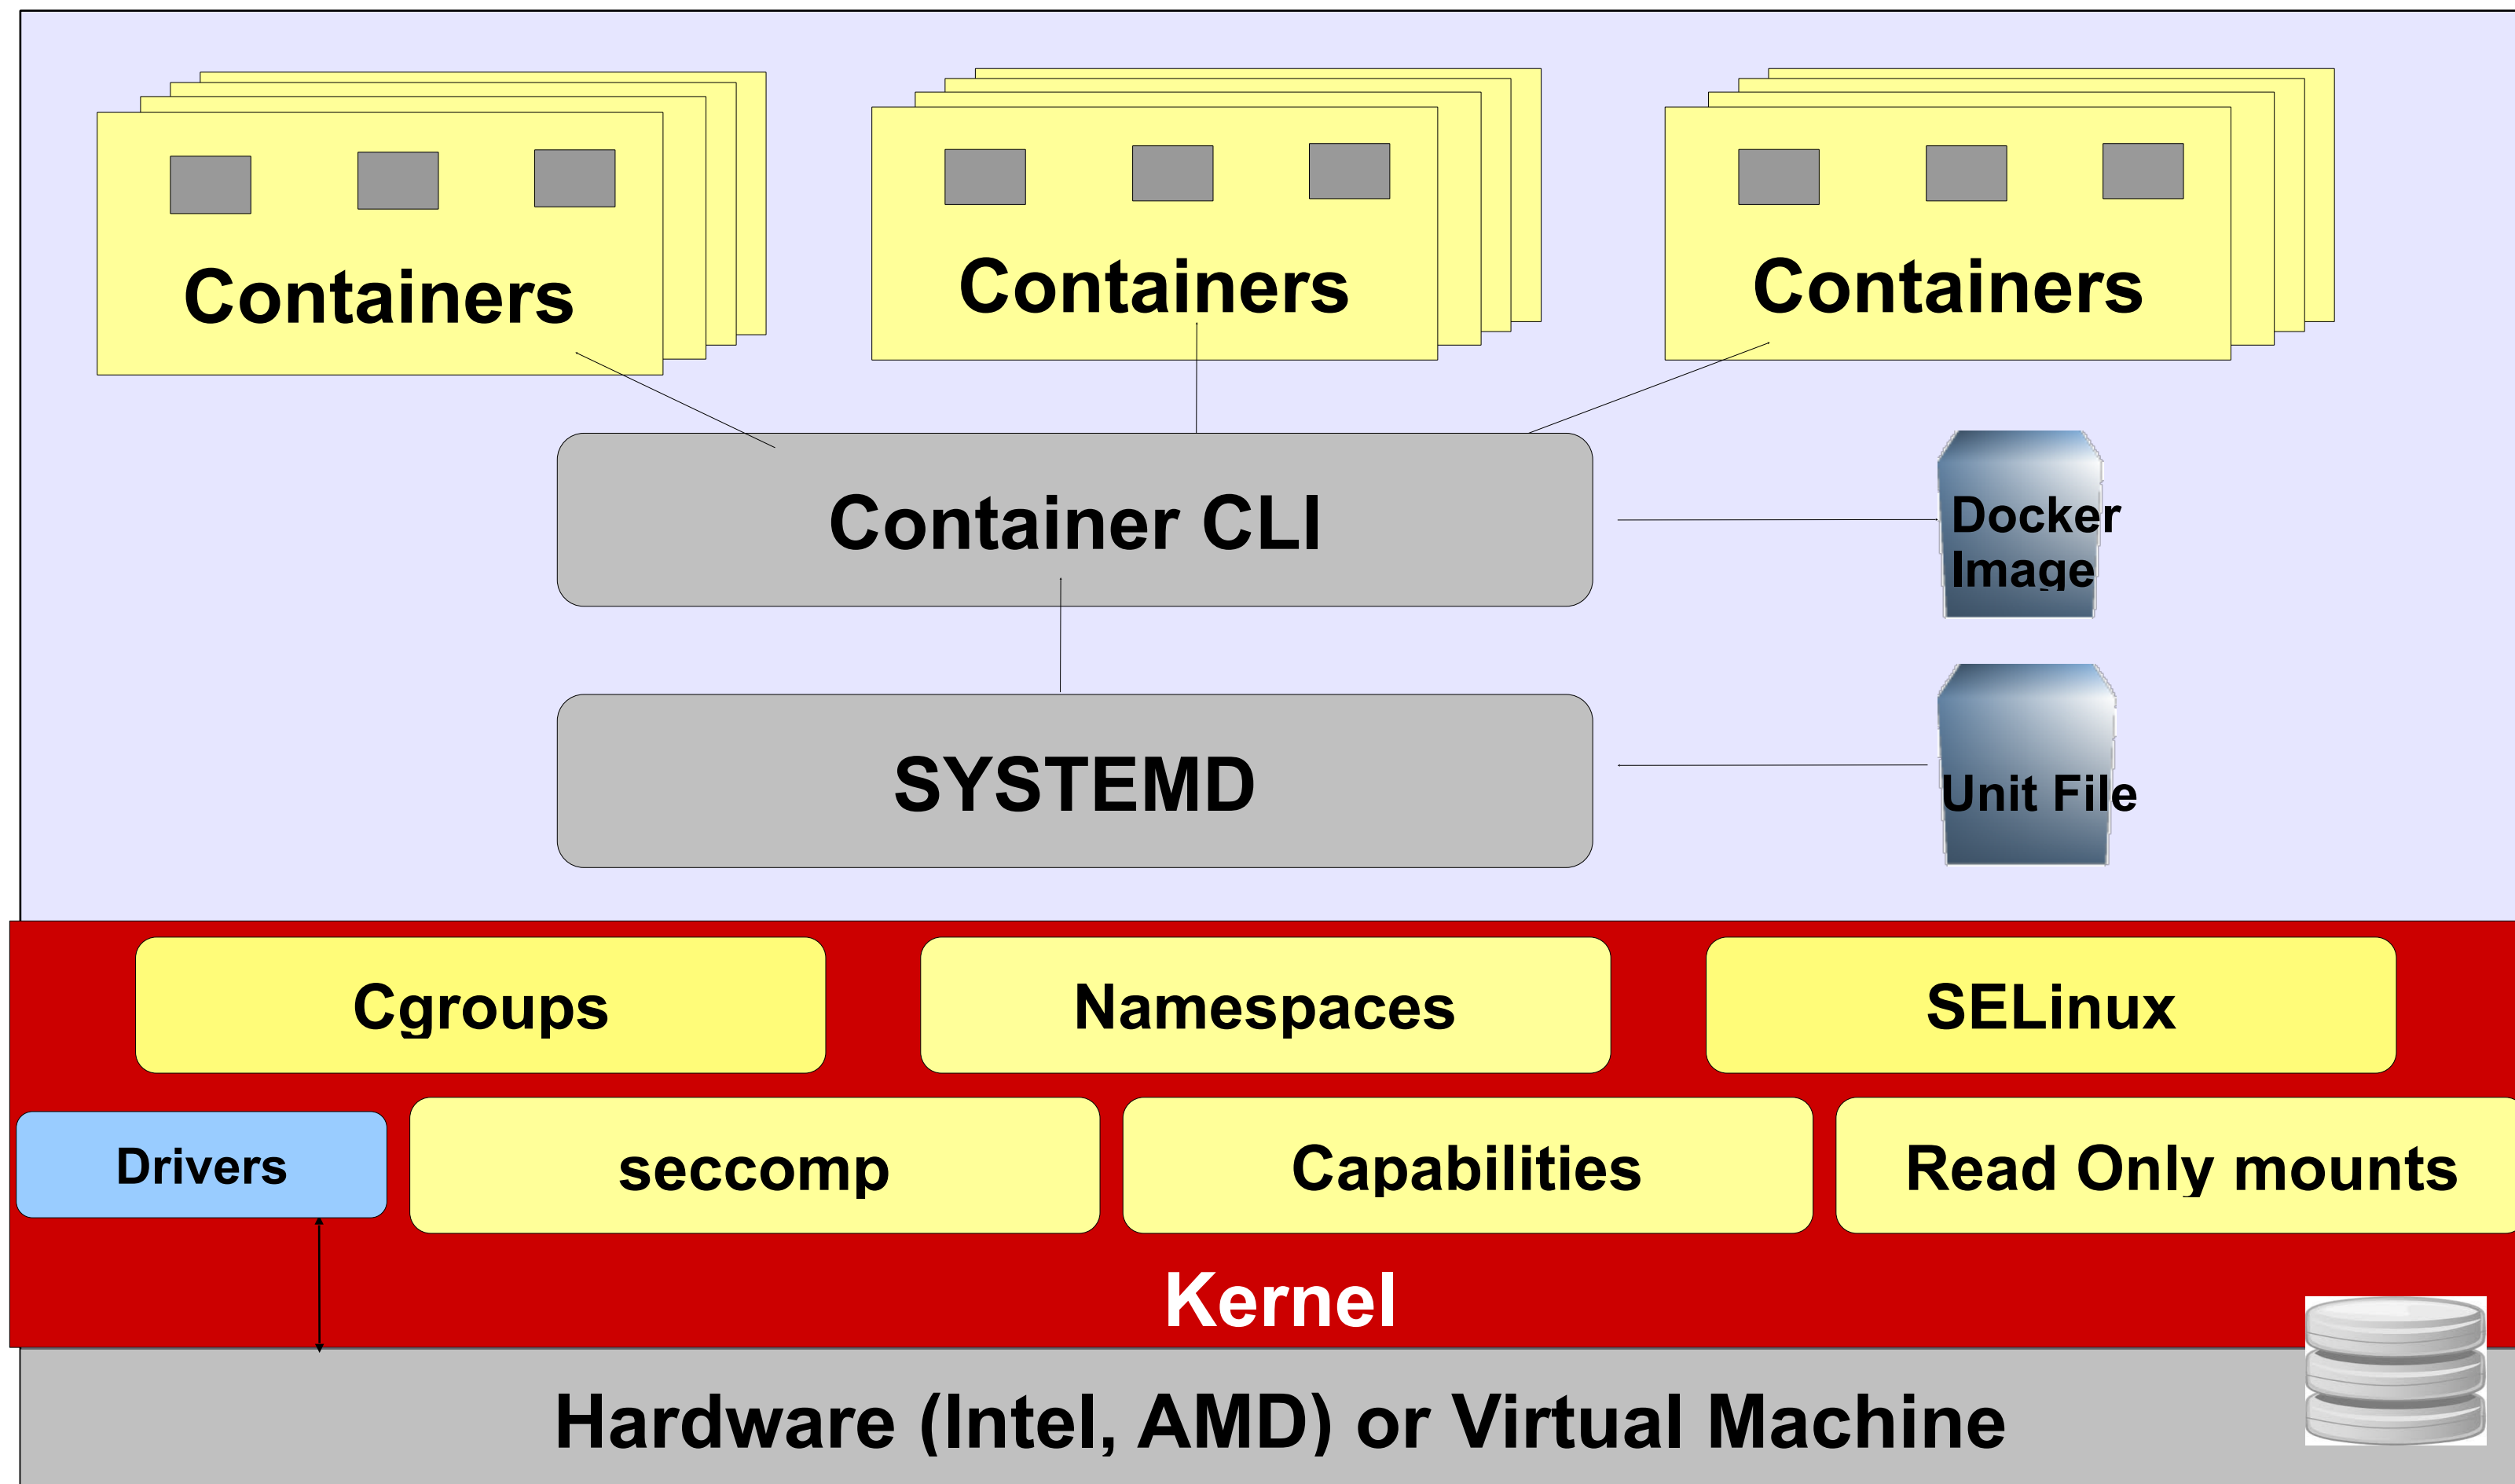 Containers
Containers
Containers
Container CLI
Docker
Image
SYSTEMD
Unit File
Cgroups
Namespaces
SELinux
Drivers
seccomp
Capabilities
Read Only mounts
Kernel
Hardware (Intel, AMD) or Virtual Machine